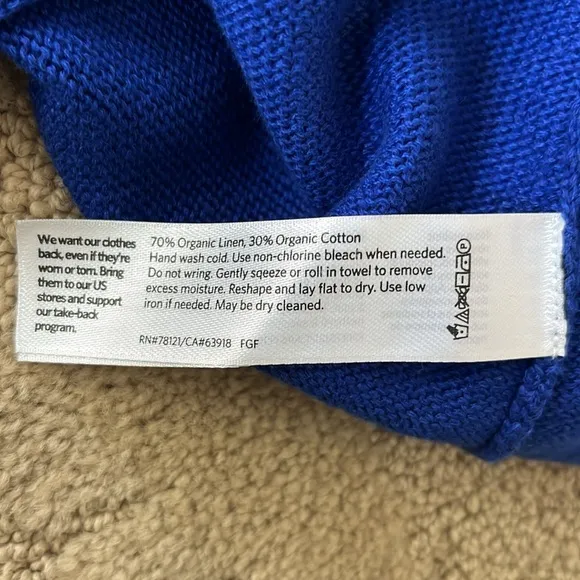 We want our clothes
back, even if they're
worn or torn. Bring
them to our US
stores and support
our take-back
program.
70% Organic Linen, 30% Organic Cotton
Hand wash cold. Use non-chlorine bleach when needed.
Do not wring. Gently sqeeze or roll in towel to remove
excess moisture. Reshape and lay flat to dry. Use low
iron if needed. May be dry cleaned.
RN#78121/CA#63918 FGF
P